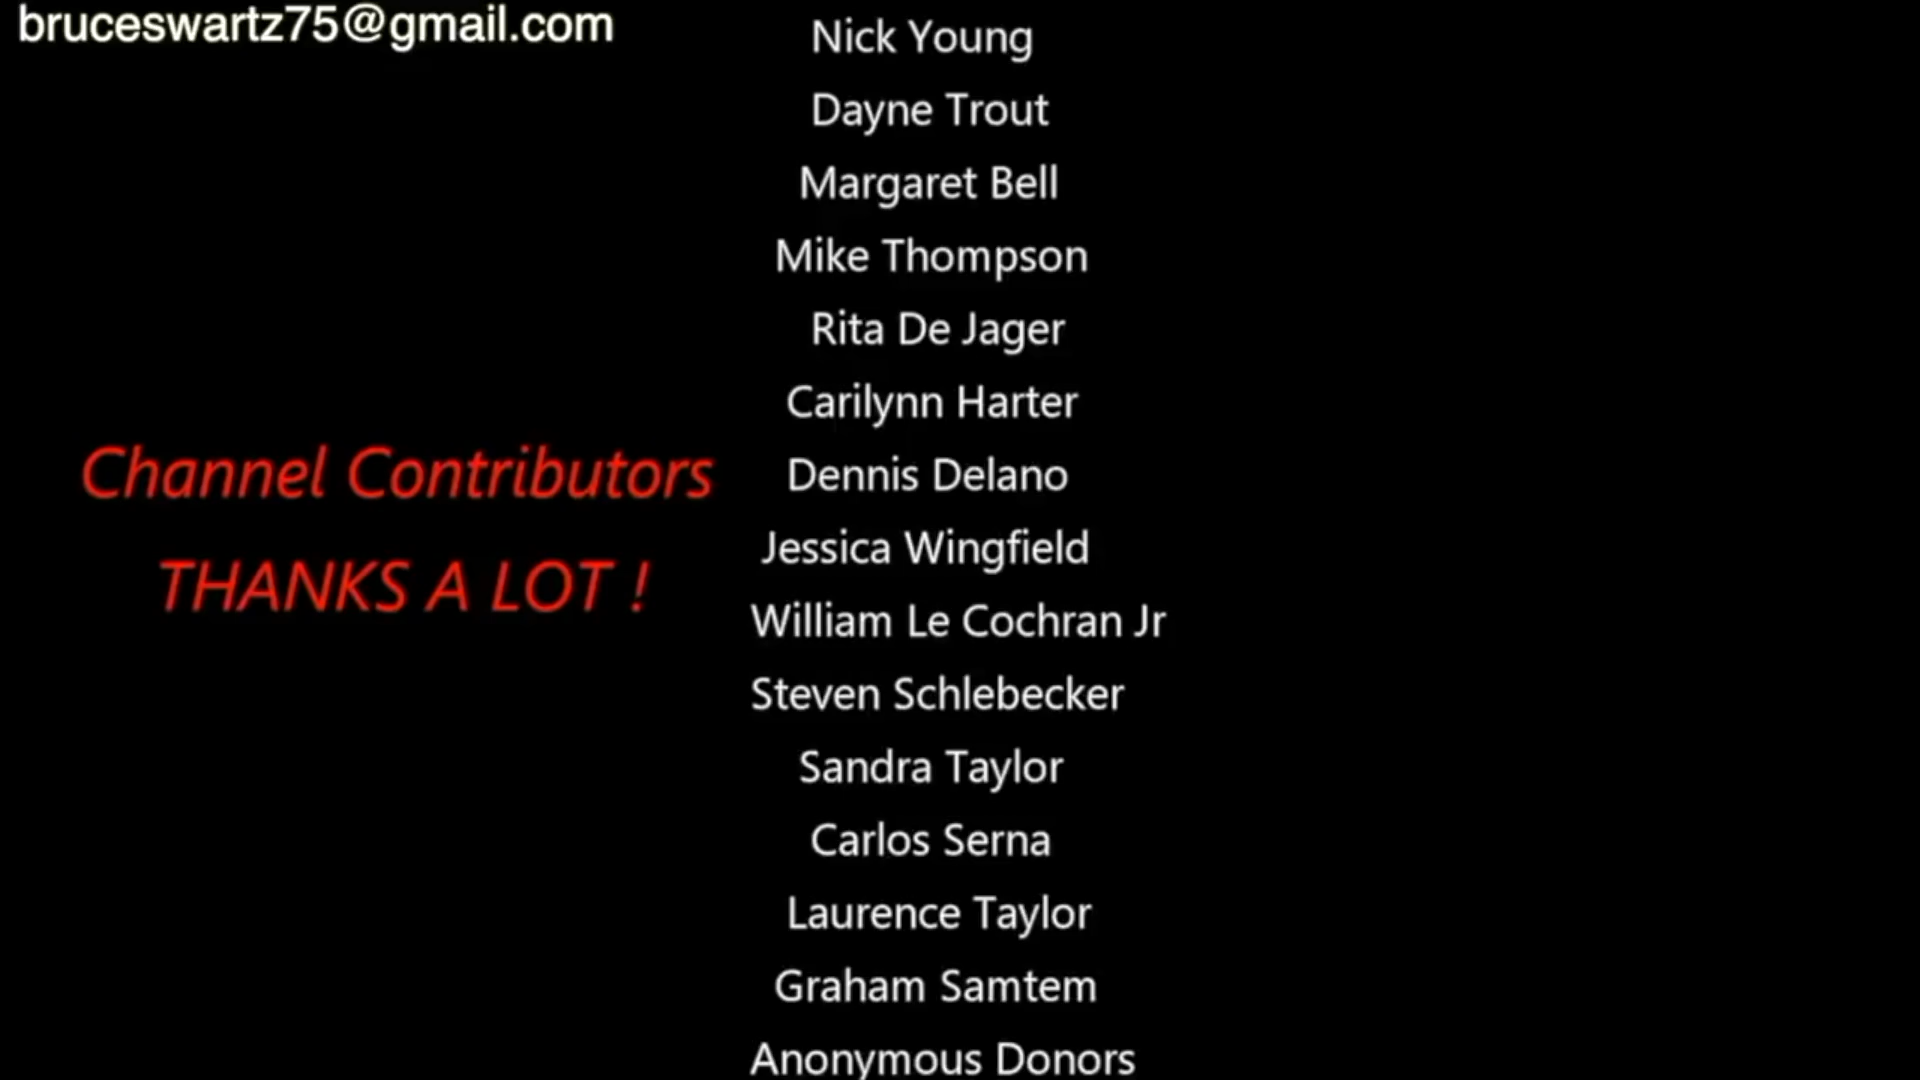 bruceswartz75@gmail.com
Channel Contributors
THANKS A LOT !
Nick Young
Dayne Trout
Margaret Bell
Mike Thompson
Rita De Jager
Carilynn Harter
Dennis Delano
Jessica Wingfield
William Le Cochran Jr
Steven Schlebecker
Sandra Taylor
Carlos Serna
Laurence Taylor
Graham Samtem
Anonymous Donors